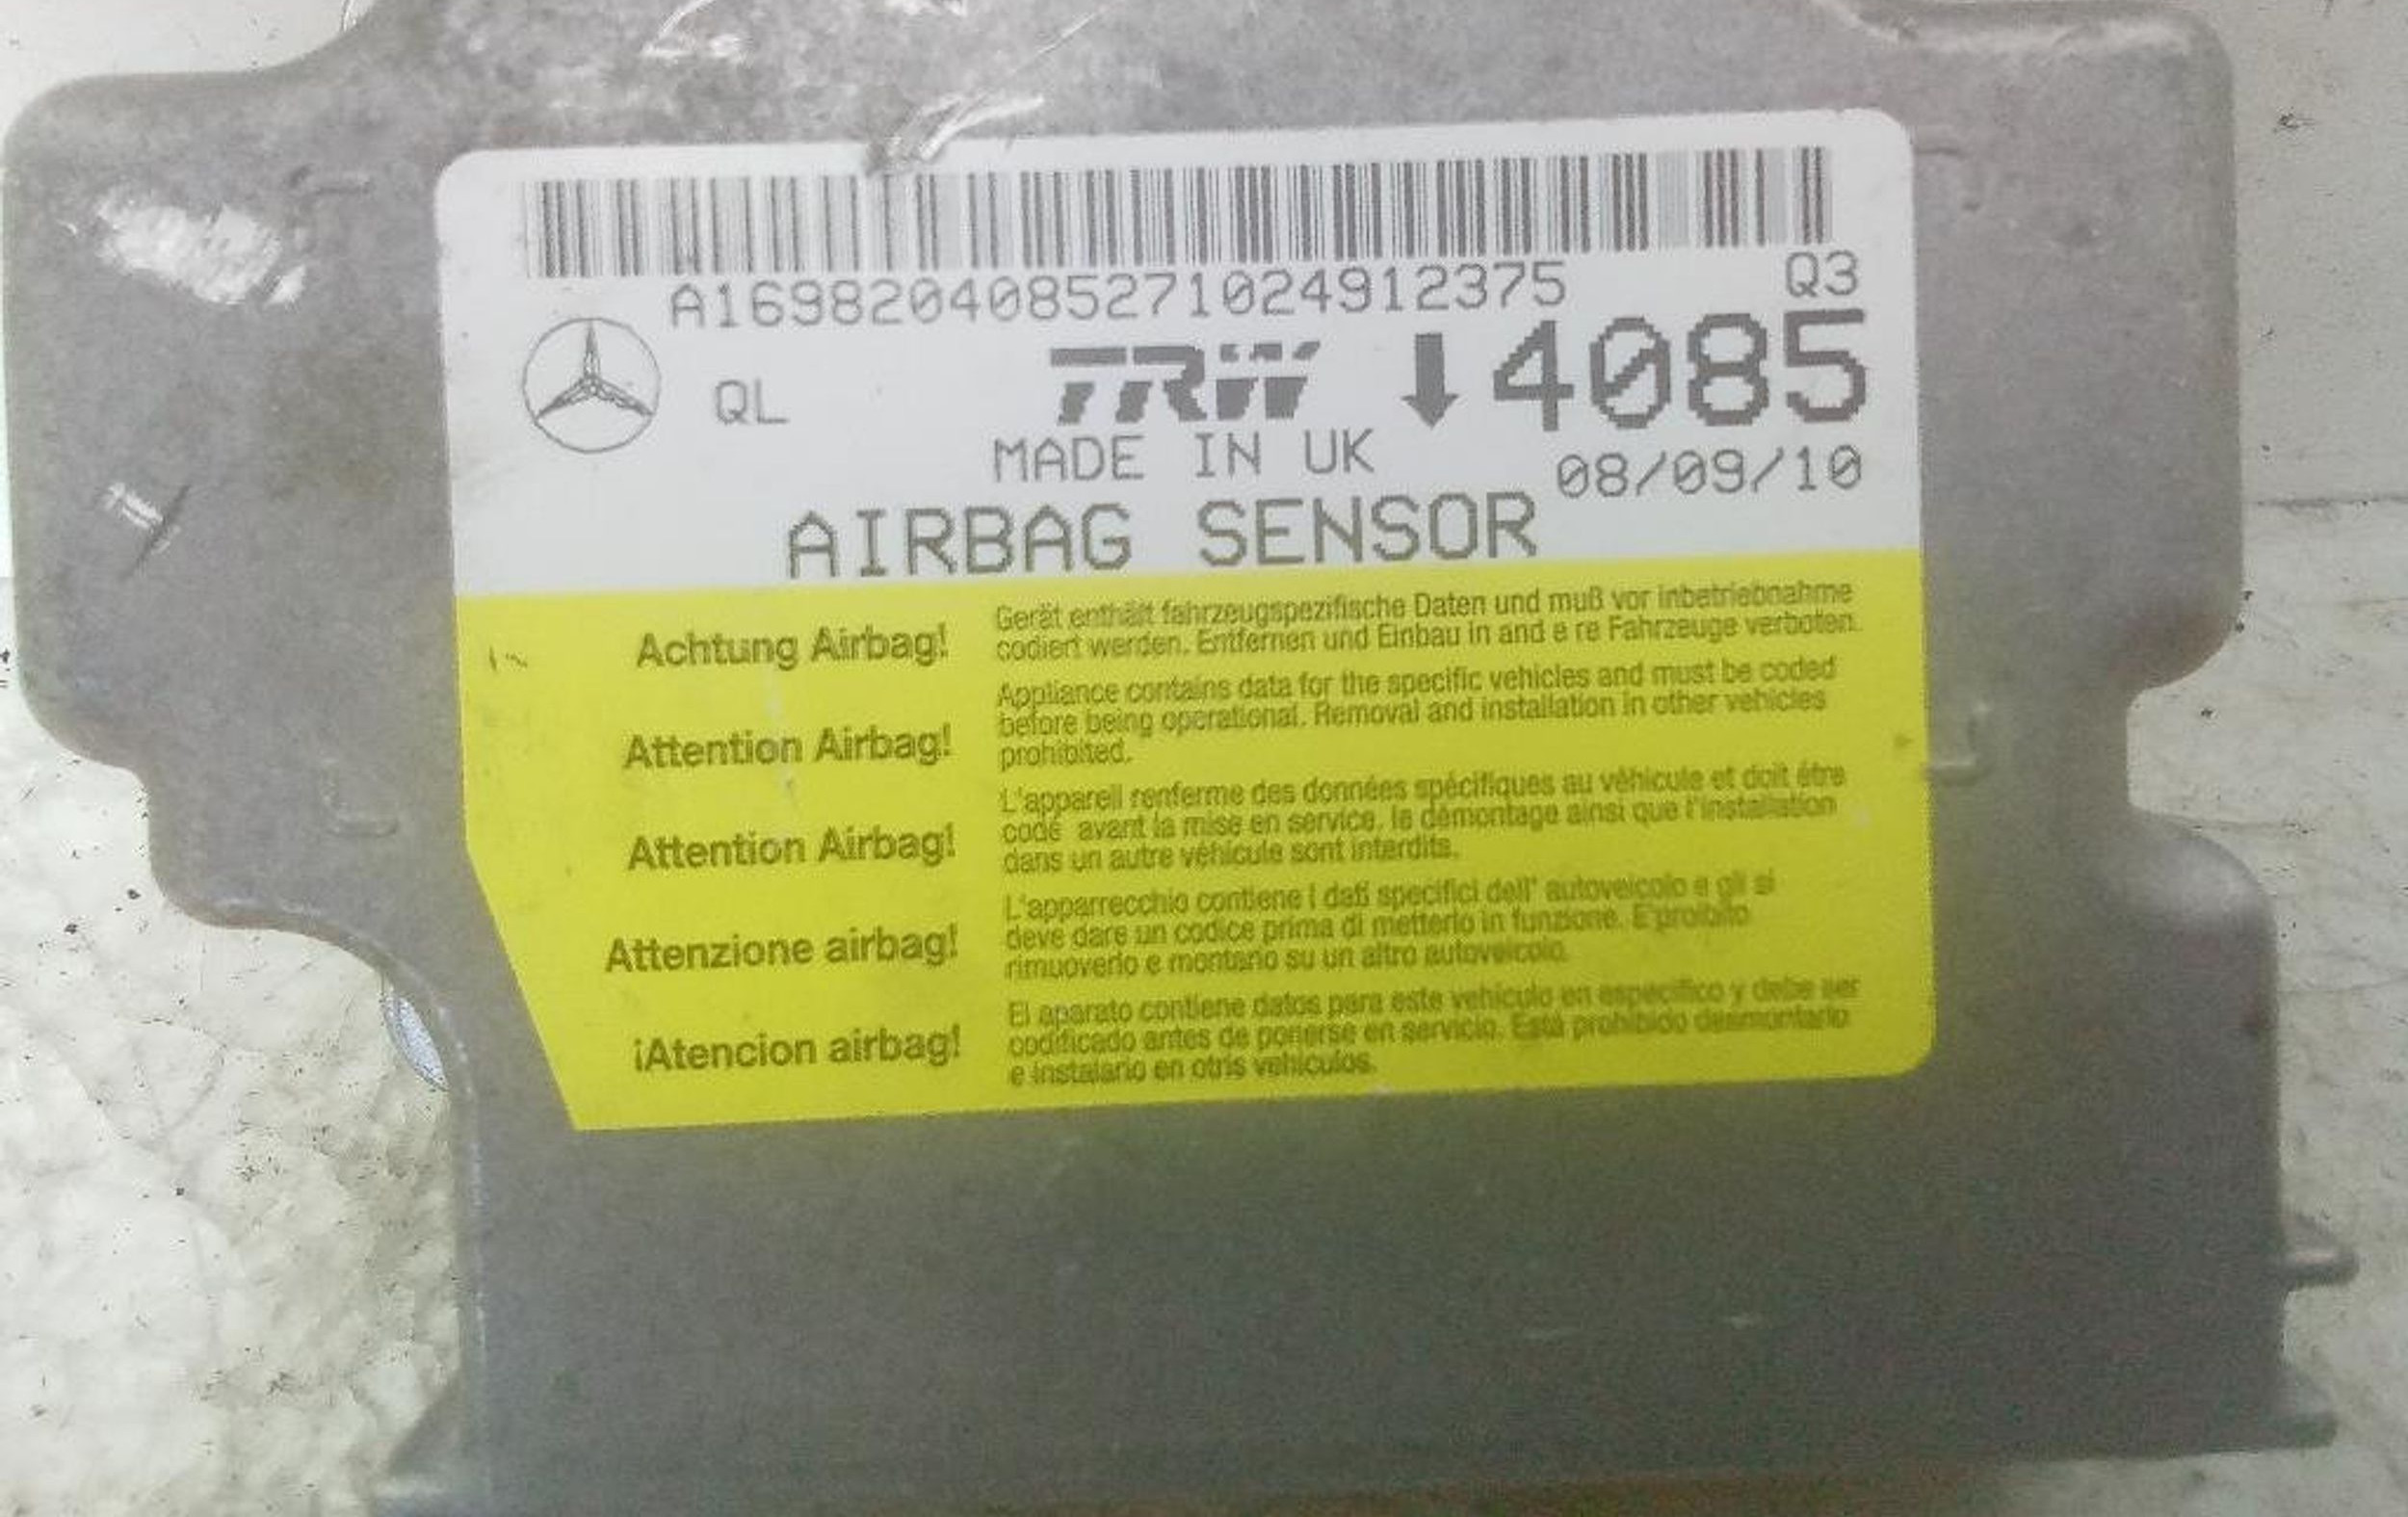 A1698204085271024912375
Q3
QL
TRW
4085
MADE IN UK
08/09/10
AIRBAG SENSOR
Achtung Airbag!
Gerät enthält fahrzeugspezifische Daten und muß vor inbetriebnahme
codiert werden. Entfernen und Einbau in and e re Fahrzeuge verboten.
Attention Airbag!
Appliance contains data for the specific vehicles and must be coded
before being operational. Removal and installation in other vehicles
prohibited.
Attention Airbag!
L'appareil renferme des données spécifiques au véhicule et doit étre
codé avant la mise en service, le démontage ainsi que l'installation
dans un autre véhicule sont interdits.
Attenzione airbag!
L'apparrecchio contiene i dati specifici dell' autoveicolo e gli si
deve dare un codice prima di metterlo in funzione. E'proibito
rimuoverlo e montarlo su un altro autoveicolo.
¡Atencion airbag!
El aparato contiene datos para este vehiculo en especifico y debe ser
codificado antes de ponerse en servicio. Está prohibido desmontarlo
e instalarlo en otris vehiculos.